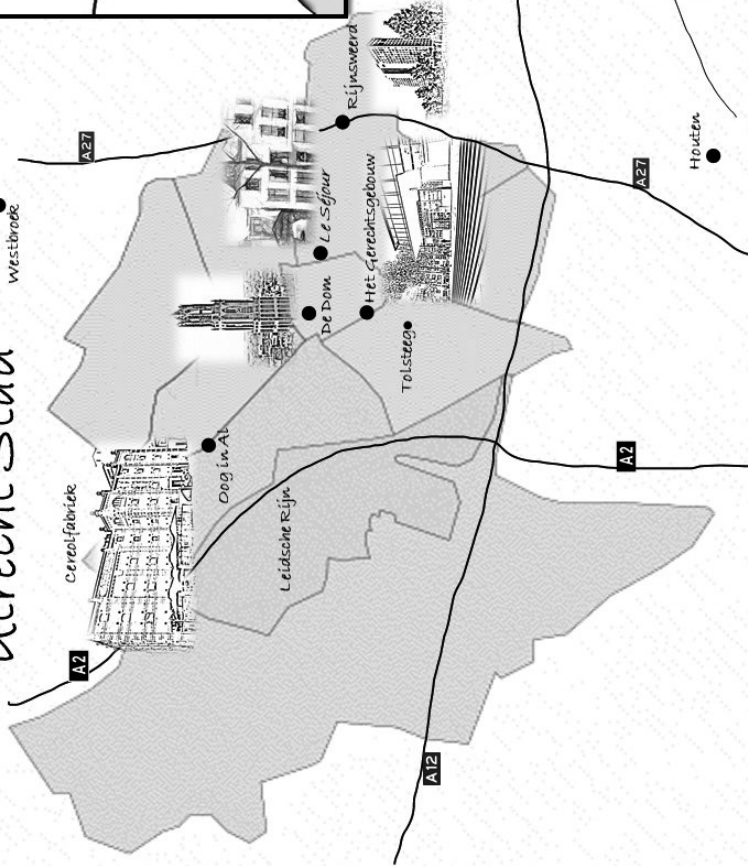 Utrecht Stad
Westbroek
A27
Rijnsweerd
Le Séjour
De Dom
Het Gerechtsgebouw
Tolsteeg
Oog in Al
Cereolfabriek
Leidsche Rijn
A2
A12
A2
A27
Houten